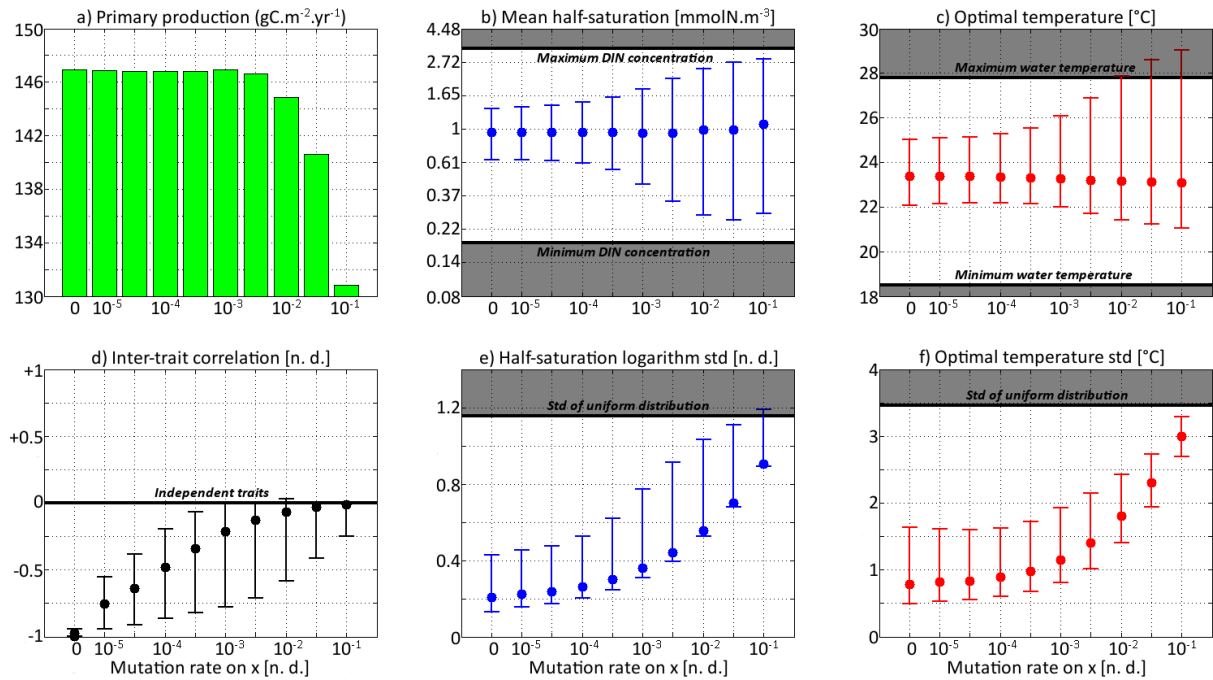 a) Primary production (gC.m⁻².yr⁻¹)
150
146
142
138
134
130
0 10⁻⁵ 10⁻⁴ 10⁻³ 10⁻² 10⁻¹
b) Mean half-saturation [mmolN.m⁻³]
4.48
2.72
1.65
1
0.61
0.37
0.22
0.14
0.08
Maximum DIN concentration
Minimum DIN concentration
0 10⁻⁵ 10⁻⁴ 10⁻³ 10⁻² 10⁻¹
c) Optimal temperature [°C]
30
28
26
24
22
20
18
Maximum water temperature
Minimum water temperature
0 10⁻⁵ 10⁻⁴ 10⁻³ 10⁻² 10⁻¹
d) Inter-trait correlation [n. d.]
+1
+0.5
0
-0.5
-1
Independent traits
0 10⁻⁵ 10⁻⁴ 10⁻³ 10⁻² 10⁻¹
Mutation rate on x [n. d.]
e) Half-saturation logarithm std [n. d.]
1.2
0.8
0.4
0
Std of uniform distribution
0 10⁻⁵ 10⁻⁴ 10⁻³ 10⁻² 10⁻¹
Mutation rate on x [n. d.]
f) Optimal temperature std [°C]
4
3
2
1
0
Std of uniform distribution
0 10⁻⁵ 10⁻⁴ 10⁻³ 10⁻² 10⁻¹
Mutation rate on x [n. d.]